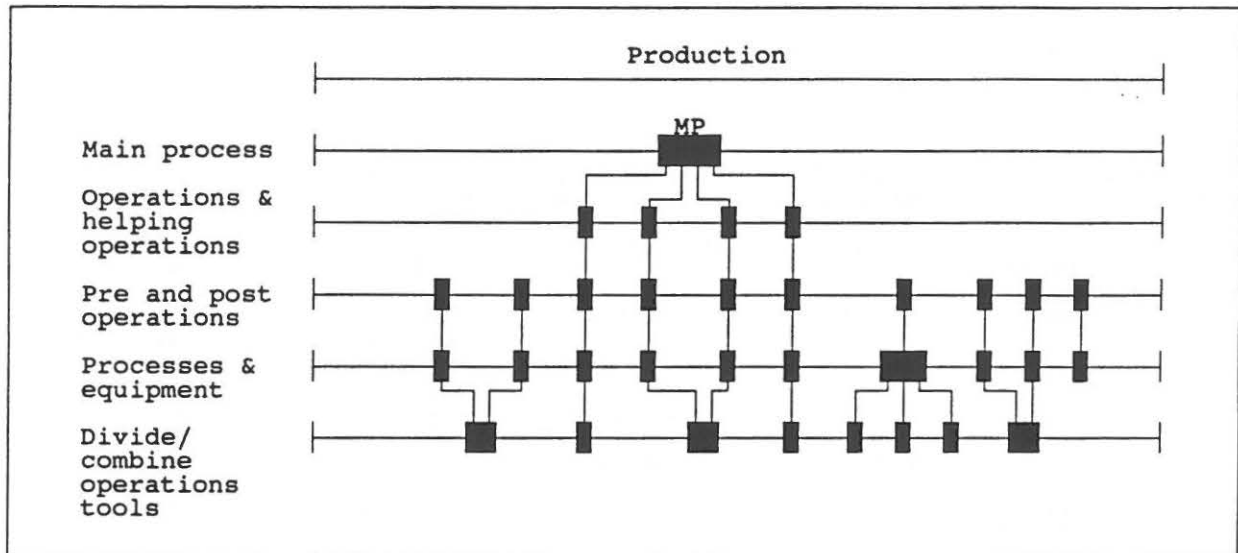 Production
MP
Main process
Operations &
helping
operations
Pre and post
operations
Processes &
equipment
Divide/
combine
operations
tools